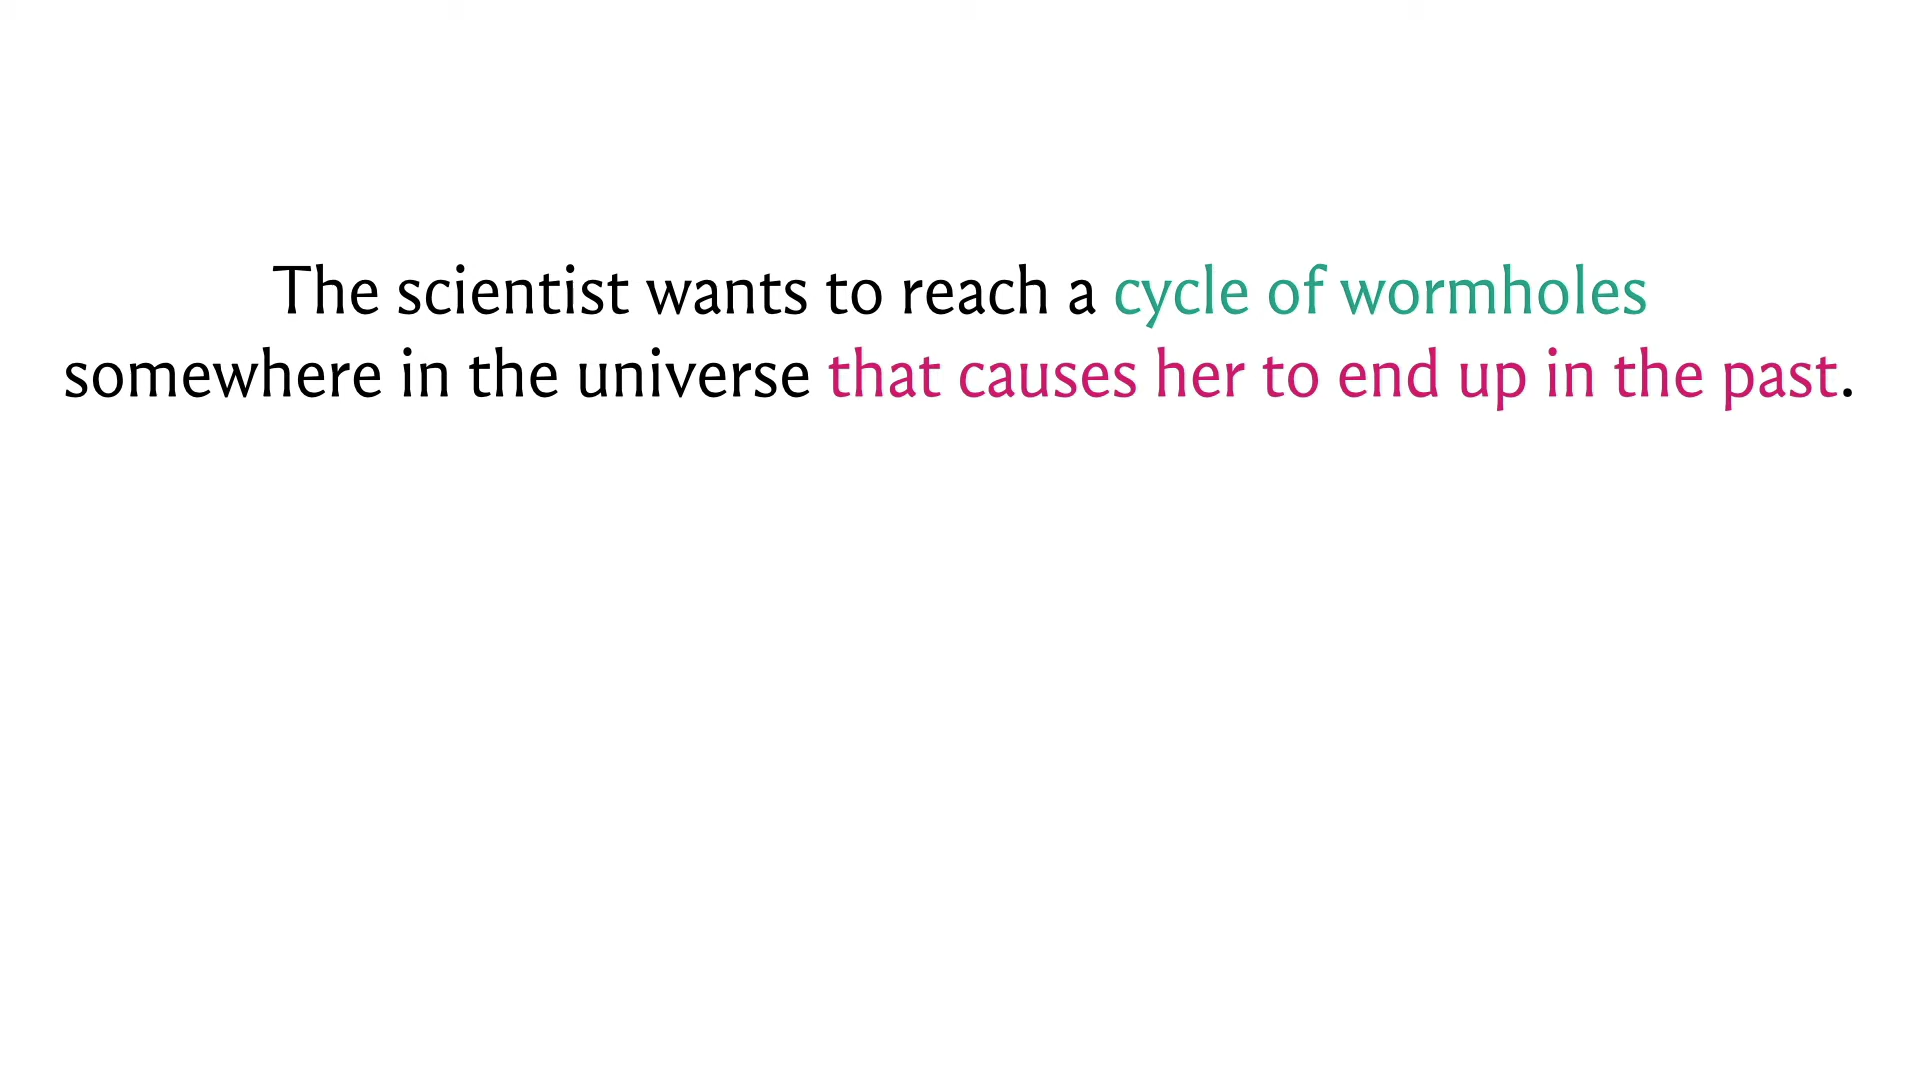 The scientist wants to reach a cycle of wormholes
somewhere in the universe that causes her to end up in the past.